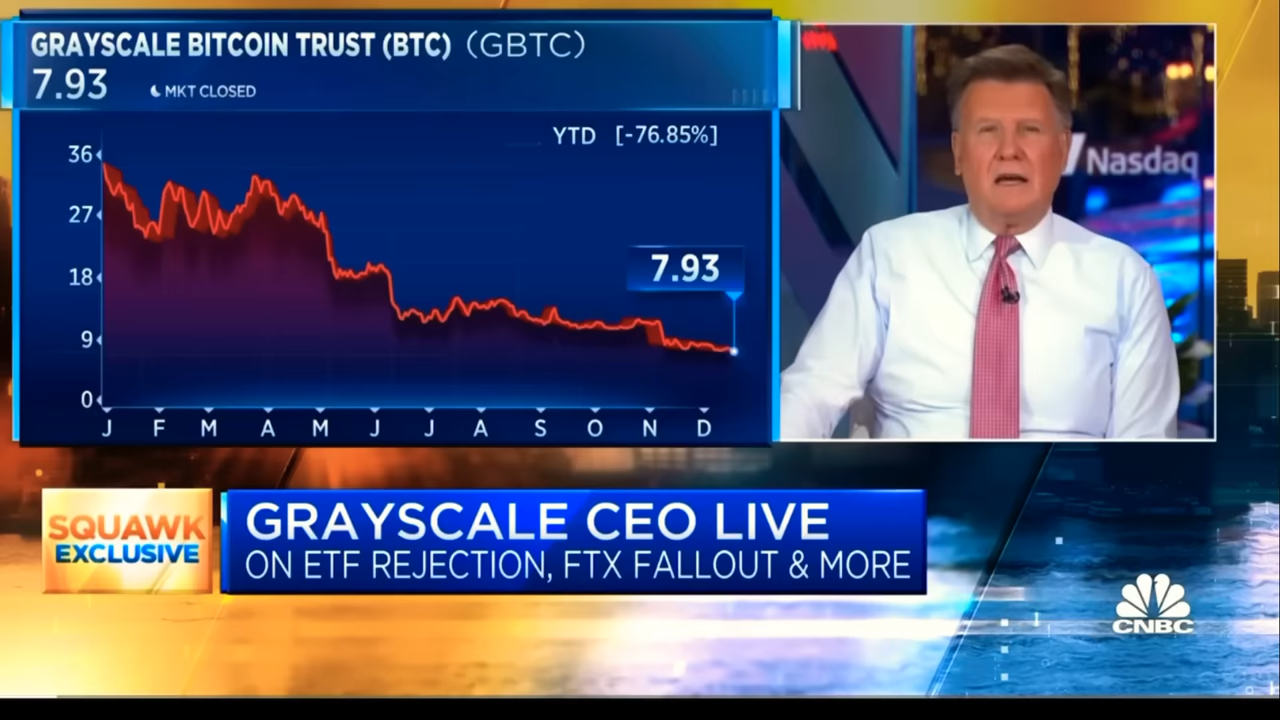 GRAYSCALE BITCOIN TRUST (BTC) (GBTC)
7.93 MKT CLOSED
YTD [-76.85%]
36
27
18
9
0
7.93
J F M A M J J A S O N D
Nasdaq
SQUAWK
EXCLUSIVE
GRAYSCALE CEO LIVE
ON ETF REJECTION, FTX FALLOUT & MORE
CNBC